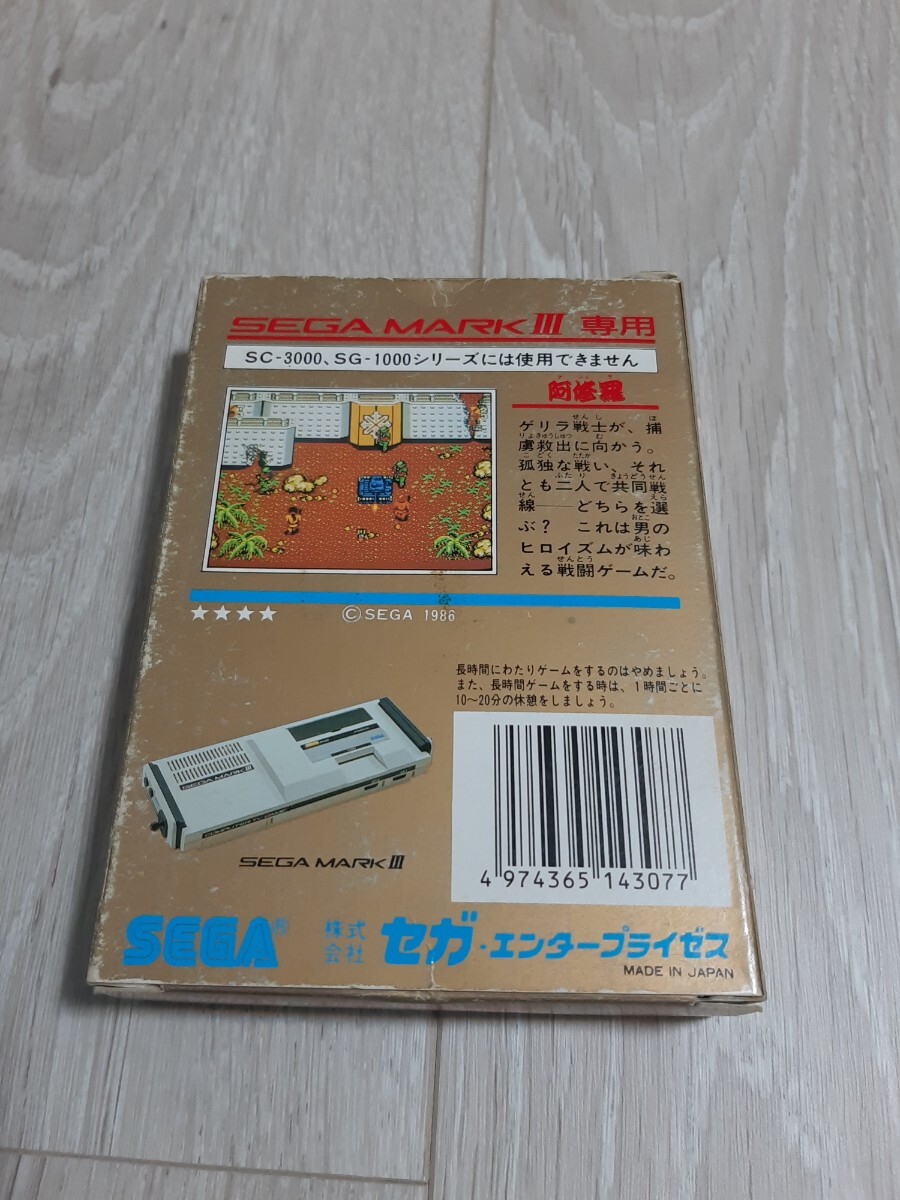 SEGA MARK III 専用
SC-3000、SG-1000シリーズには使用できません
阿修羅
ゲリラ戦士が、捕
虜救出に向かう。
孤独な戦い、それ
とも二人で共同戦
線――どちらを選
ぶ? これは男の
ヒロイズムが味わ
える戦闘ゲームだ。
★★★★
©SEGA 1986
長時間にわたりゲームをするのはやめましょう。
また、長時間ゲームをする時は、1時間ごとに
10〜20分の休憩をしましょう。
SEGA MARK III
SEGA MARK III
4 974365 143077
SEGA® 株式会社 セガ・エンタープライゼス
MADE IN JAPAN